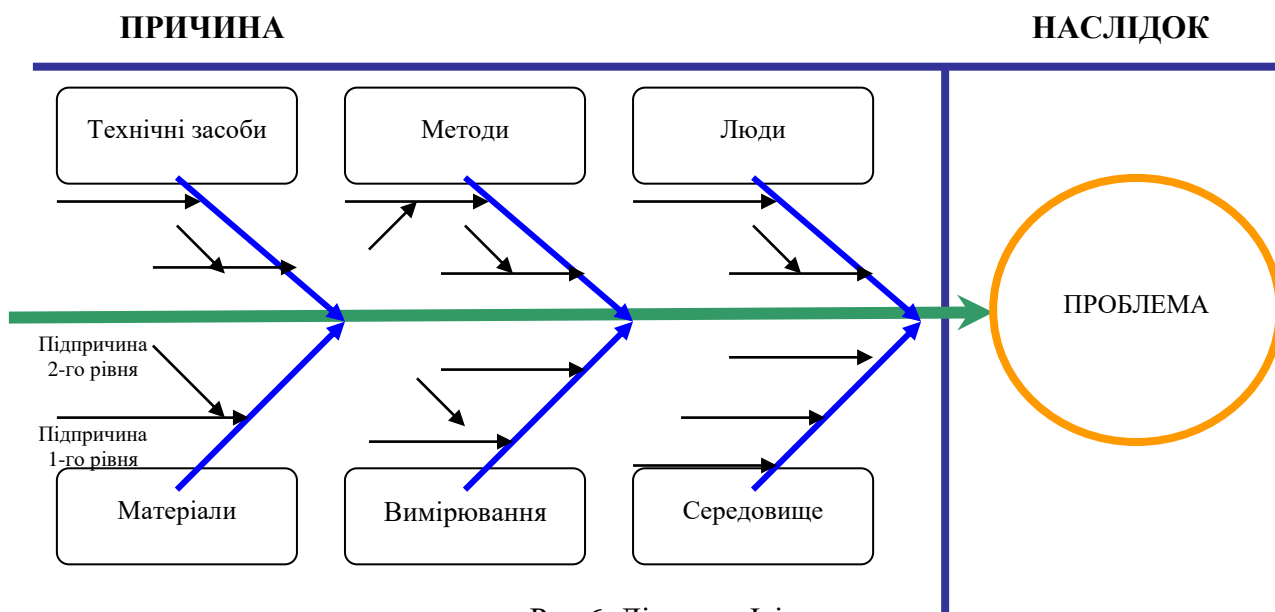 ПРИЧИНА
НАСЛІДОК
Технічні засоби
Методи
Люди
ПРОБЛЕМА
Підпричина
2-го рівня
Підпричина
1-го рівня
Матеріали
Вимірювання
Середовище